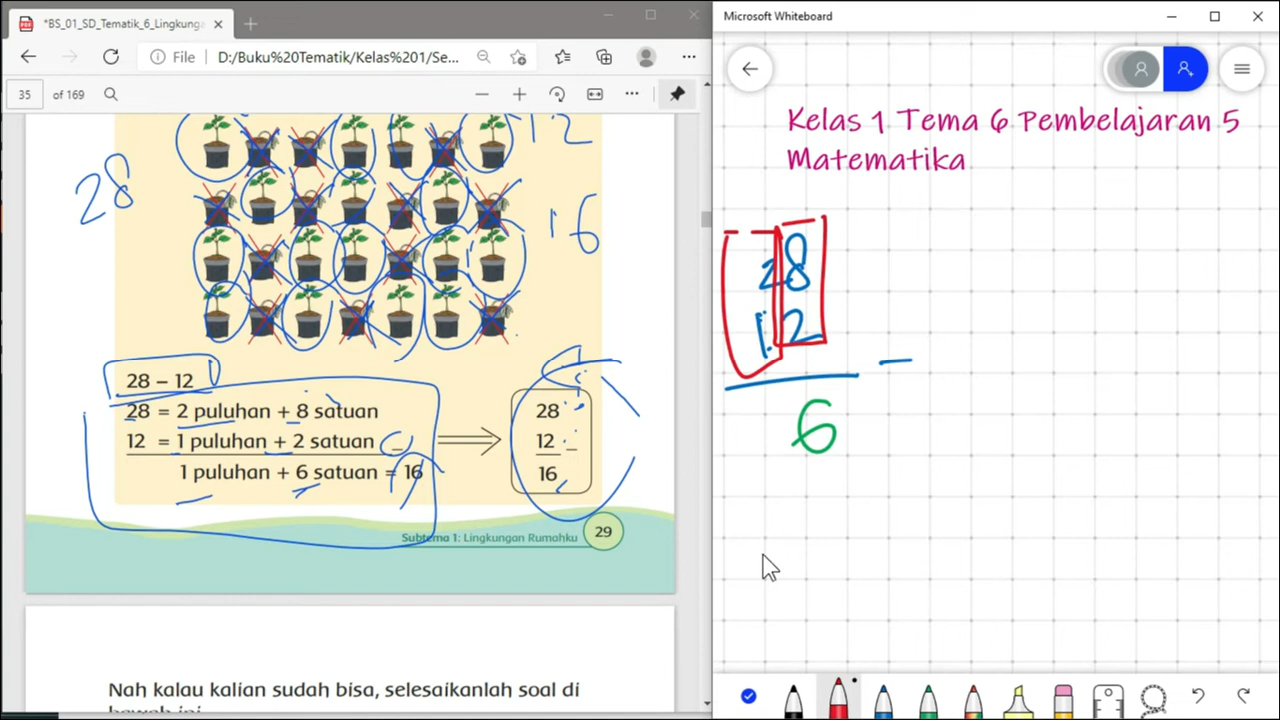 *BS_01_SD_Tematik_6_Lingkunga
File
D:/Buku%20Tematik/Kelas%201/Se...
35
of 169
28
12
16
28 – 12
28 = 2 puluhan + 8 satuan
12 = 1 puluhan + 2 satuan –
1 puluhan + 6 satuan = 16
28
12 –
16
Subtema 1: Lingkungan Rumahku
29
Nah kalau kalian sudah bisa, selesaikanlah soal di
bawah ini.
Microsoft Whiteboard
Kelas 1 Tema 6 Pembelajaran 5
Matematika
28
12 –
6